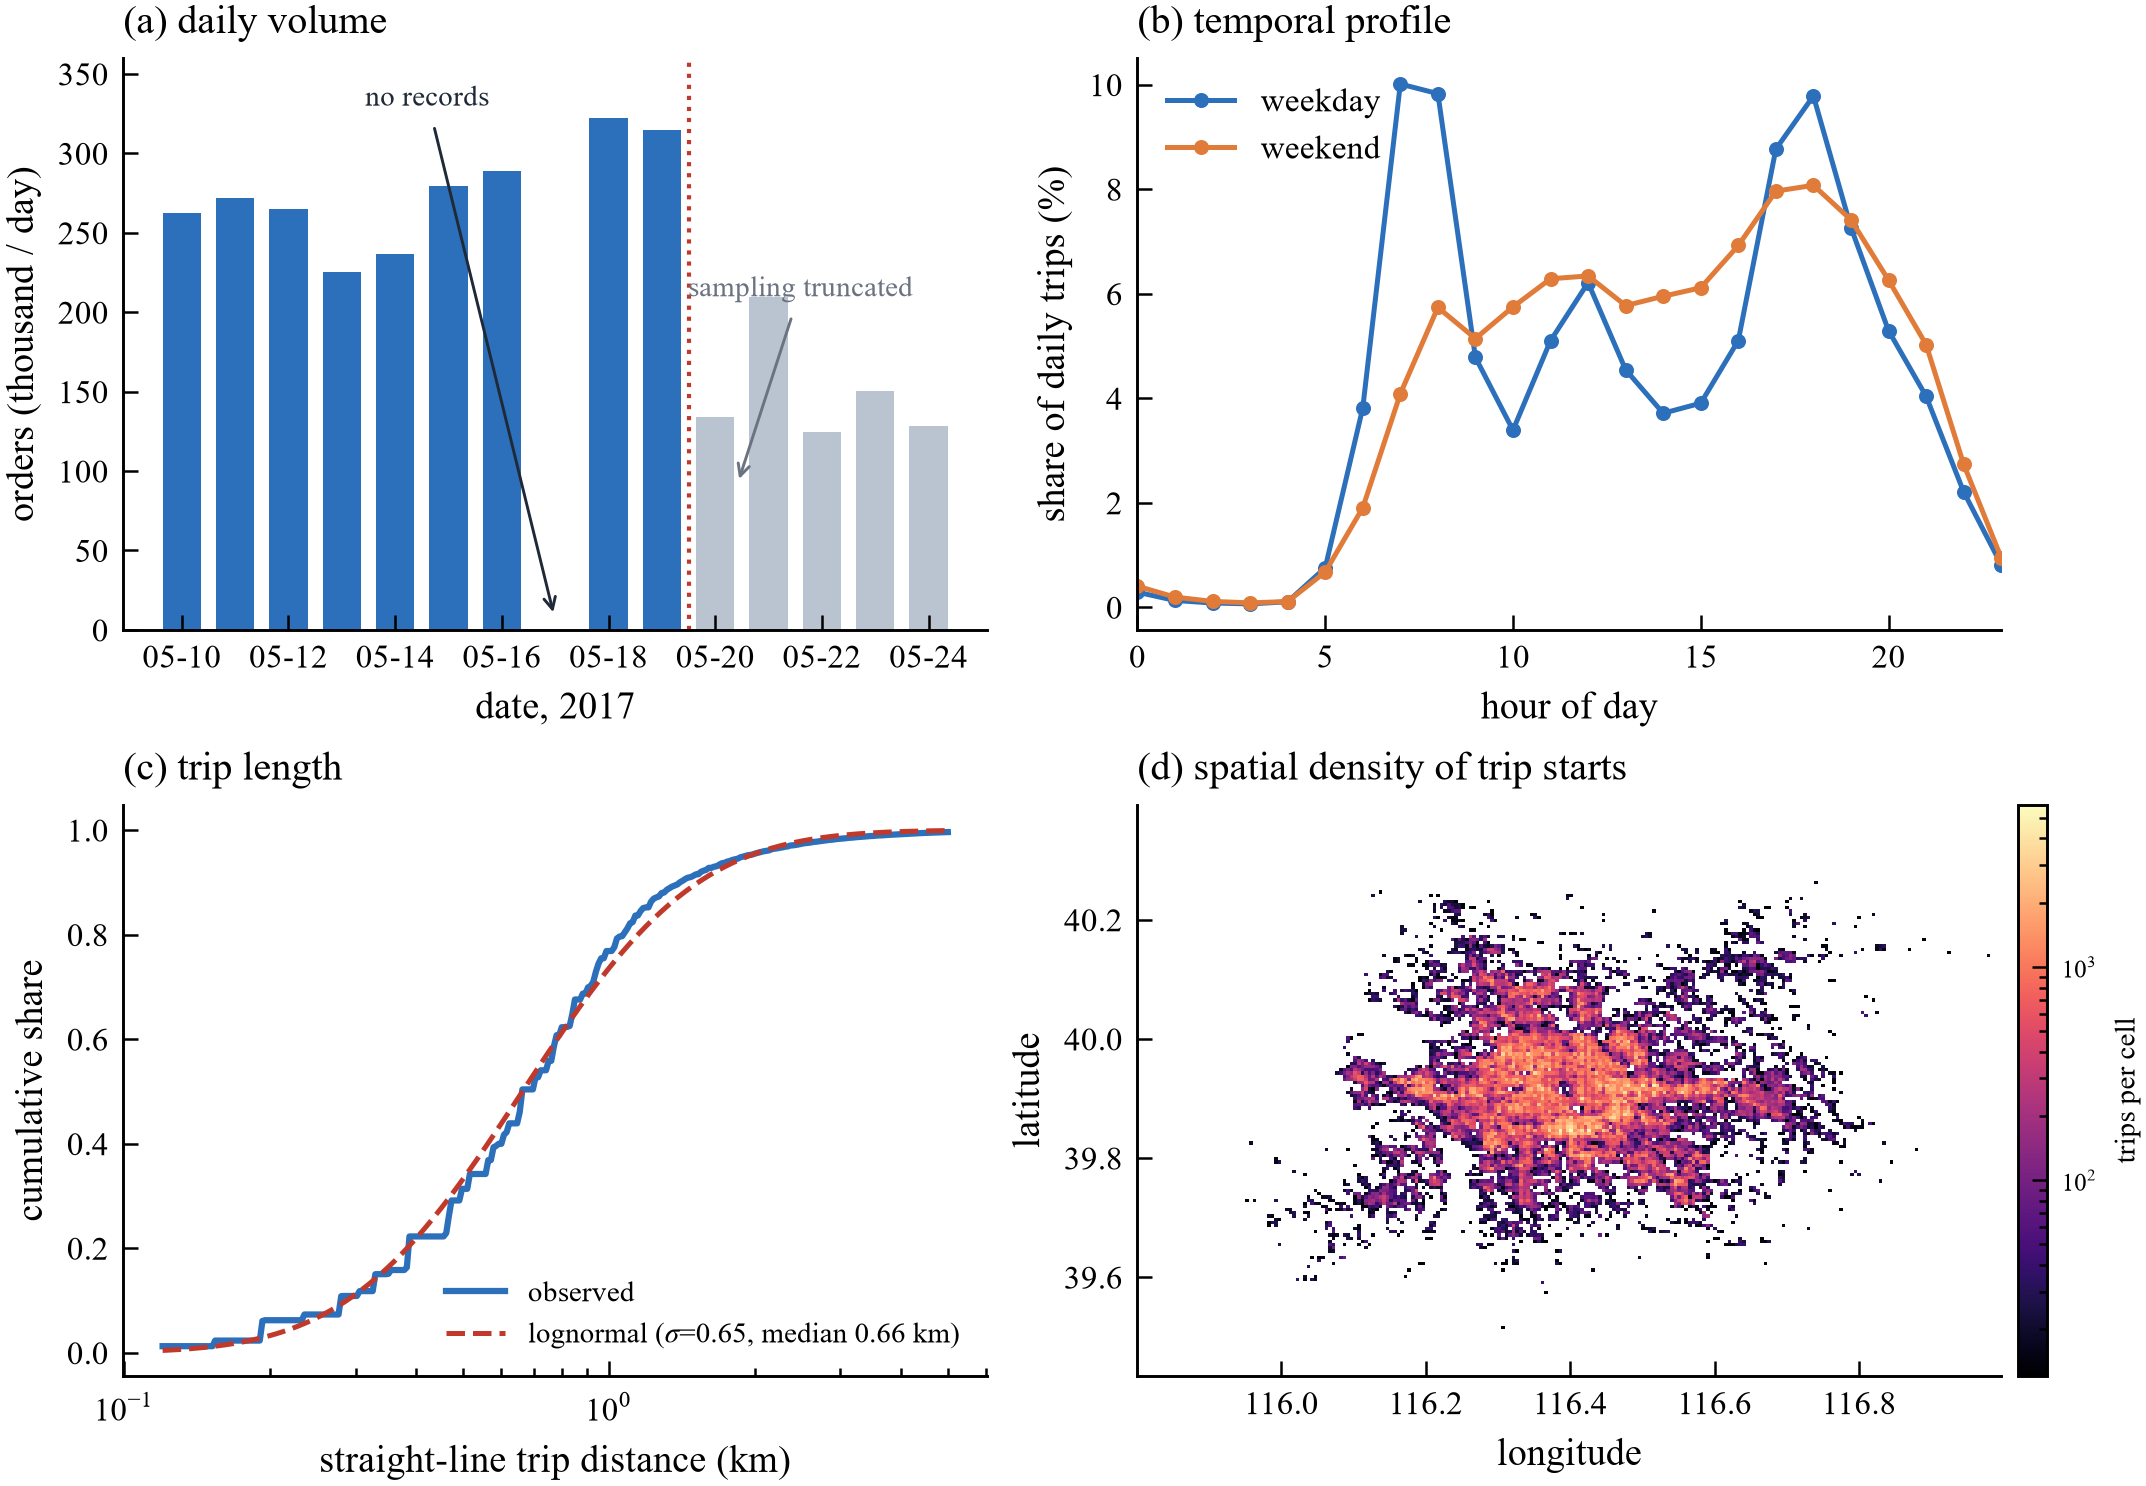 (a) daily volume
350
300
250
200
150
100
50
0
orders (thousand / day)
no records
sampling truncated
05-10
05-12
05-14
05-16
05-18
05-20
05-22
05-24
date, 2017
(b) temporal profile
10
8
6
4
2
0
share of daily trips (%)
weekday
weekend
0
5
10
15
20
hour of day
(c) trip length
1.0
0.8
0.6
0.4
0.2
0.0
cumulative share
observed
lognormal (σ=0.65, median 0.66 km)
10⁻¹
10⁰
straight-line trip distance (km)
(d) spatial density of trip starts
40.2
40.0
39.8
39.6
latitude
116.0
116.2
116.4
116.6
116.8
longitude
10³
10²
trips per cell